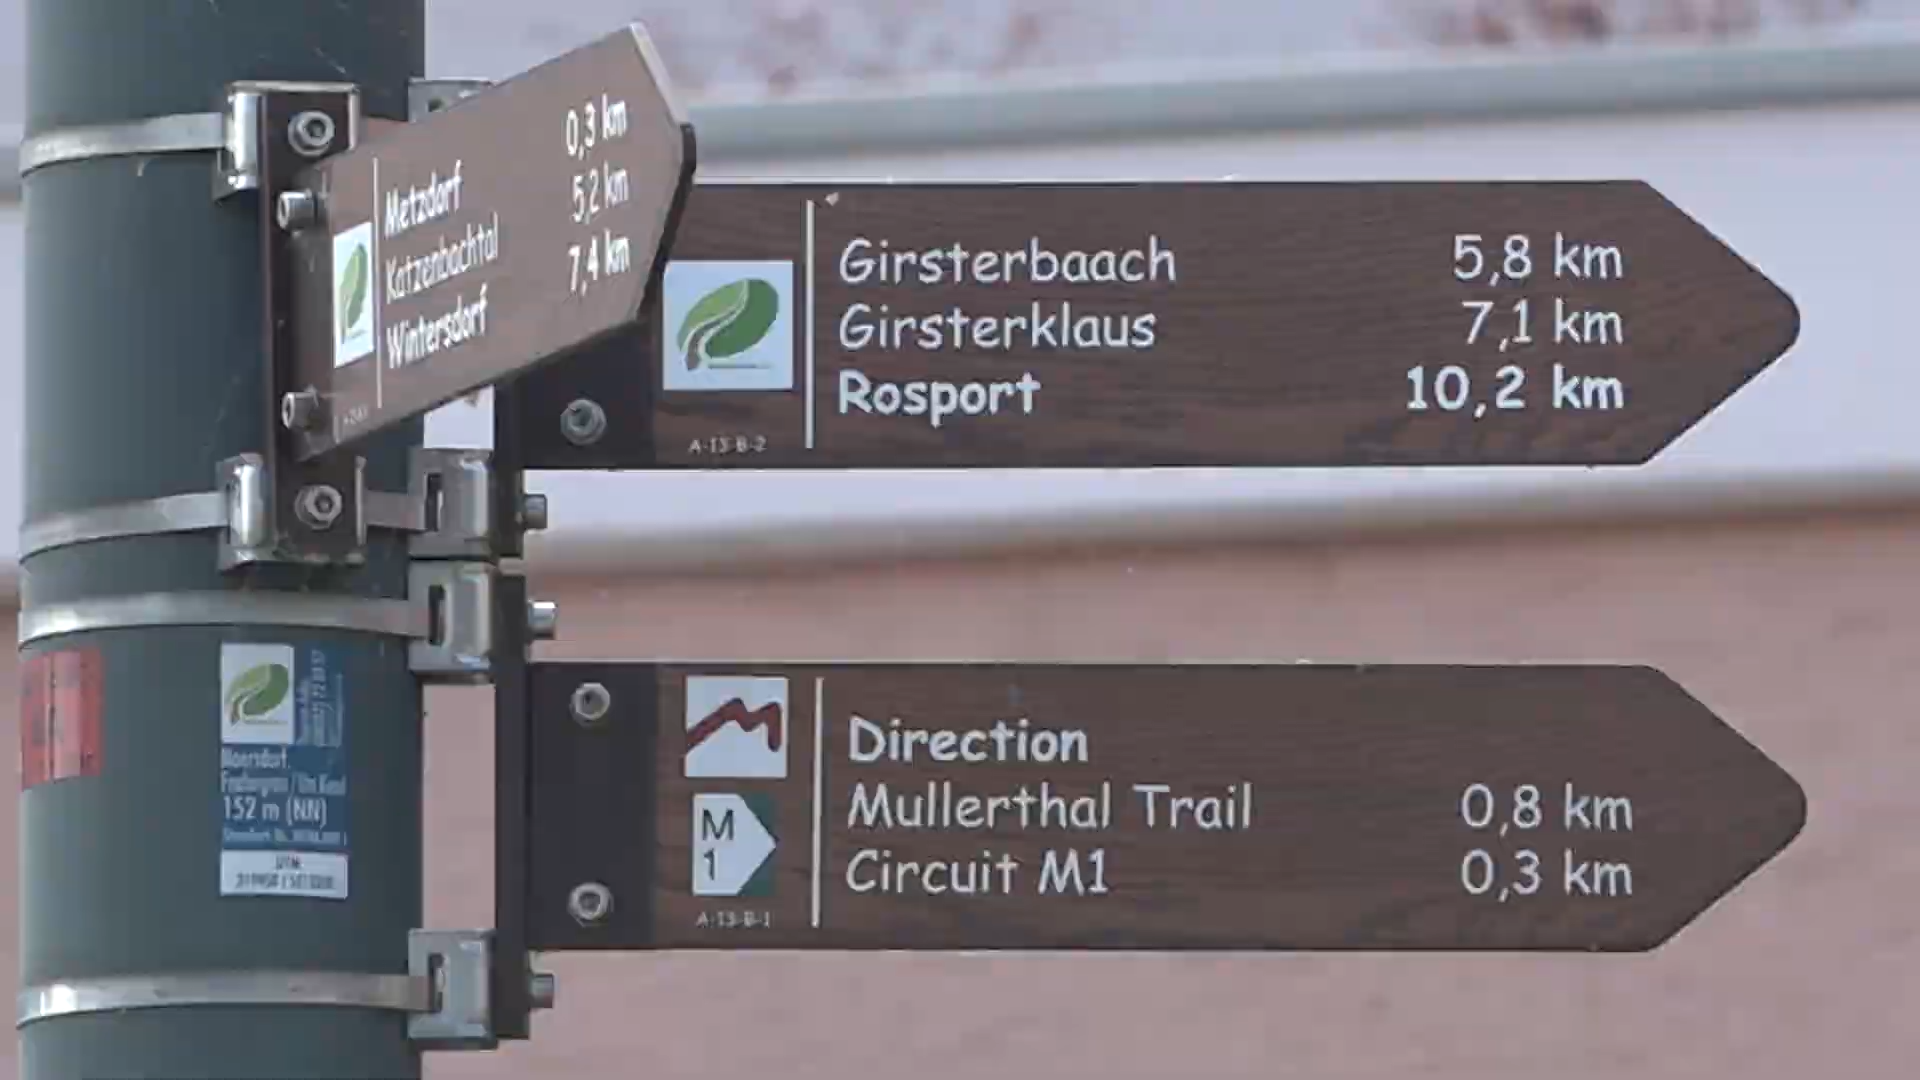 Metzdorf 0,3 km
Katzenbachtal 5,2 km
Wintersdorf 7,4 km
Girsterbaach 5,8 km
Girsterklaus 7,1 km
Rosport 10,2 km
A-13-B-2
Direction
Mullerthal Trail 0,8 km
Circuit M1 0,3 km
M
1
A-13-B-1
152 m (NN)
UTM: